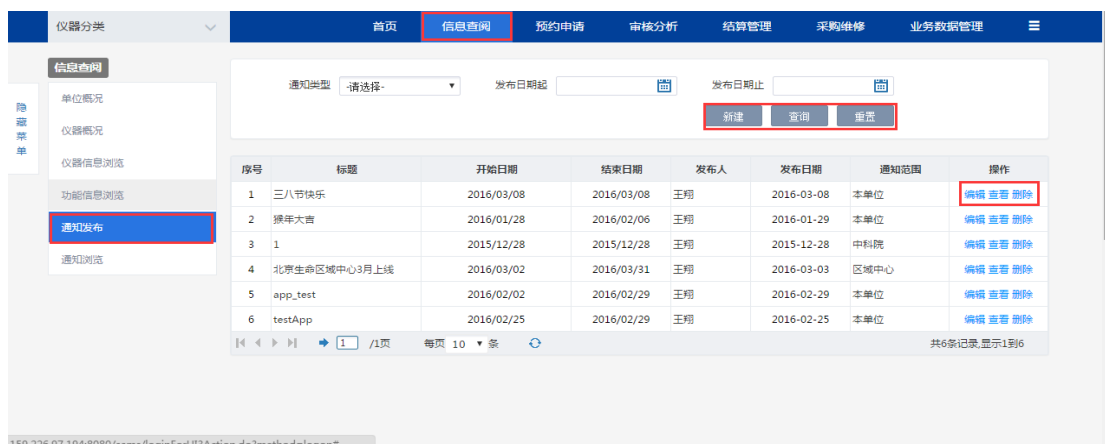 仪器分类 首页 信息查阅 预约申请 审核分析 结算管理 采购维修 业务数据管理
信息查阅
单位概况
仪器概况
仪器信息浏览
功能信息浏览
通知发布
通知浏览
隐藏菜单
通知类型 -请选择- 发布日期起 发布日期止
新建 查询 重置
序号 标题 开始日期 结束日期 发布人 发布日期 通知范围 操作
1 三八节快乐 2016/03/08 2016/03/08 王翔 2016-03-08 本单位 编辑 查看 删除
2 猴年大吉 2016/01/28 2016/02/06 王翔 2016-01-29 本单位 编辑 查看 删除
3 1 2015/12/28 2015/12/28 王翔 2015-12-28 中科院 编辑 查看 删除
4 北京生命区域中心3月上线 2016/03/02 2016/03/31 王翔 2016-03-03 区域中心 编辑 查看 删除
5 app_test 2016/02/02 2016/02/29 王翔 2016-02-29 本单位 编辑 查看 删除
6 testApp 2016/02/25 2016/02/29 王翔 2016-02-25 本单位 编辑 查看 删除
1 /1页 每页 10 条 共6条记录,显示1到6